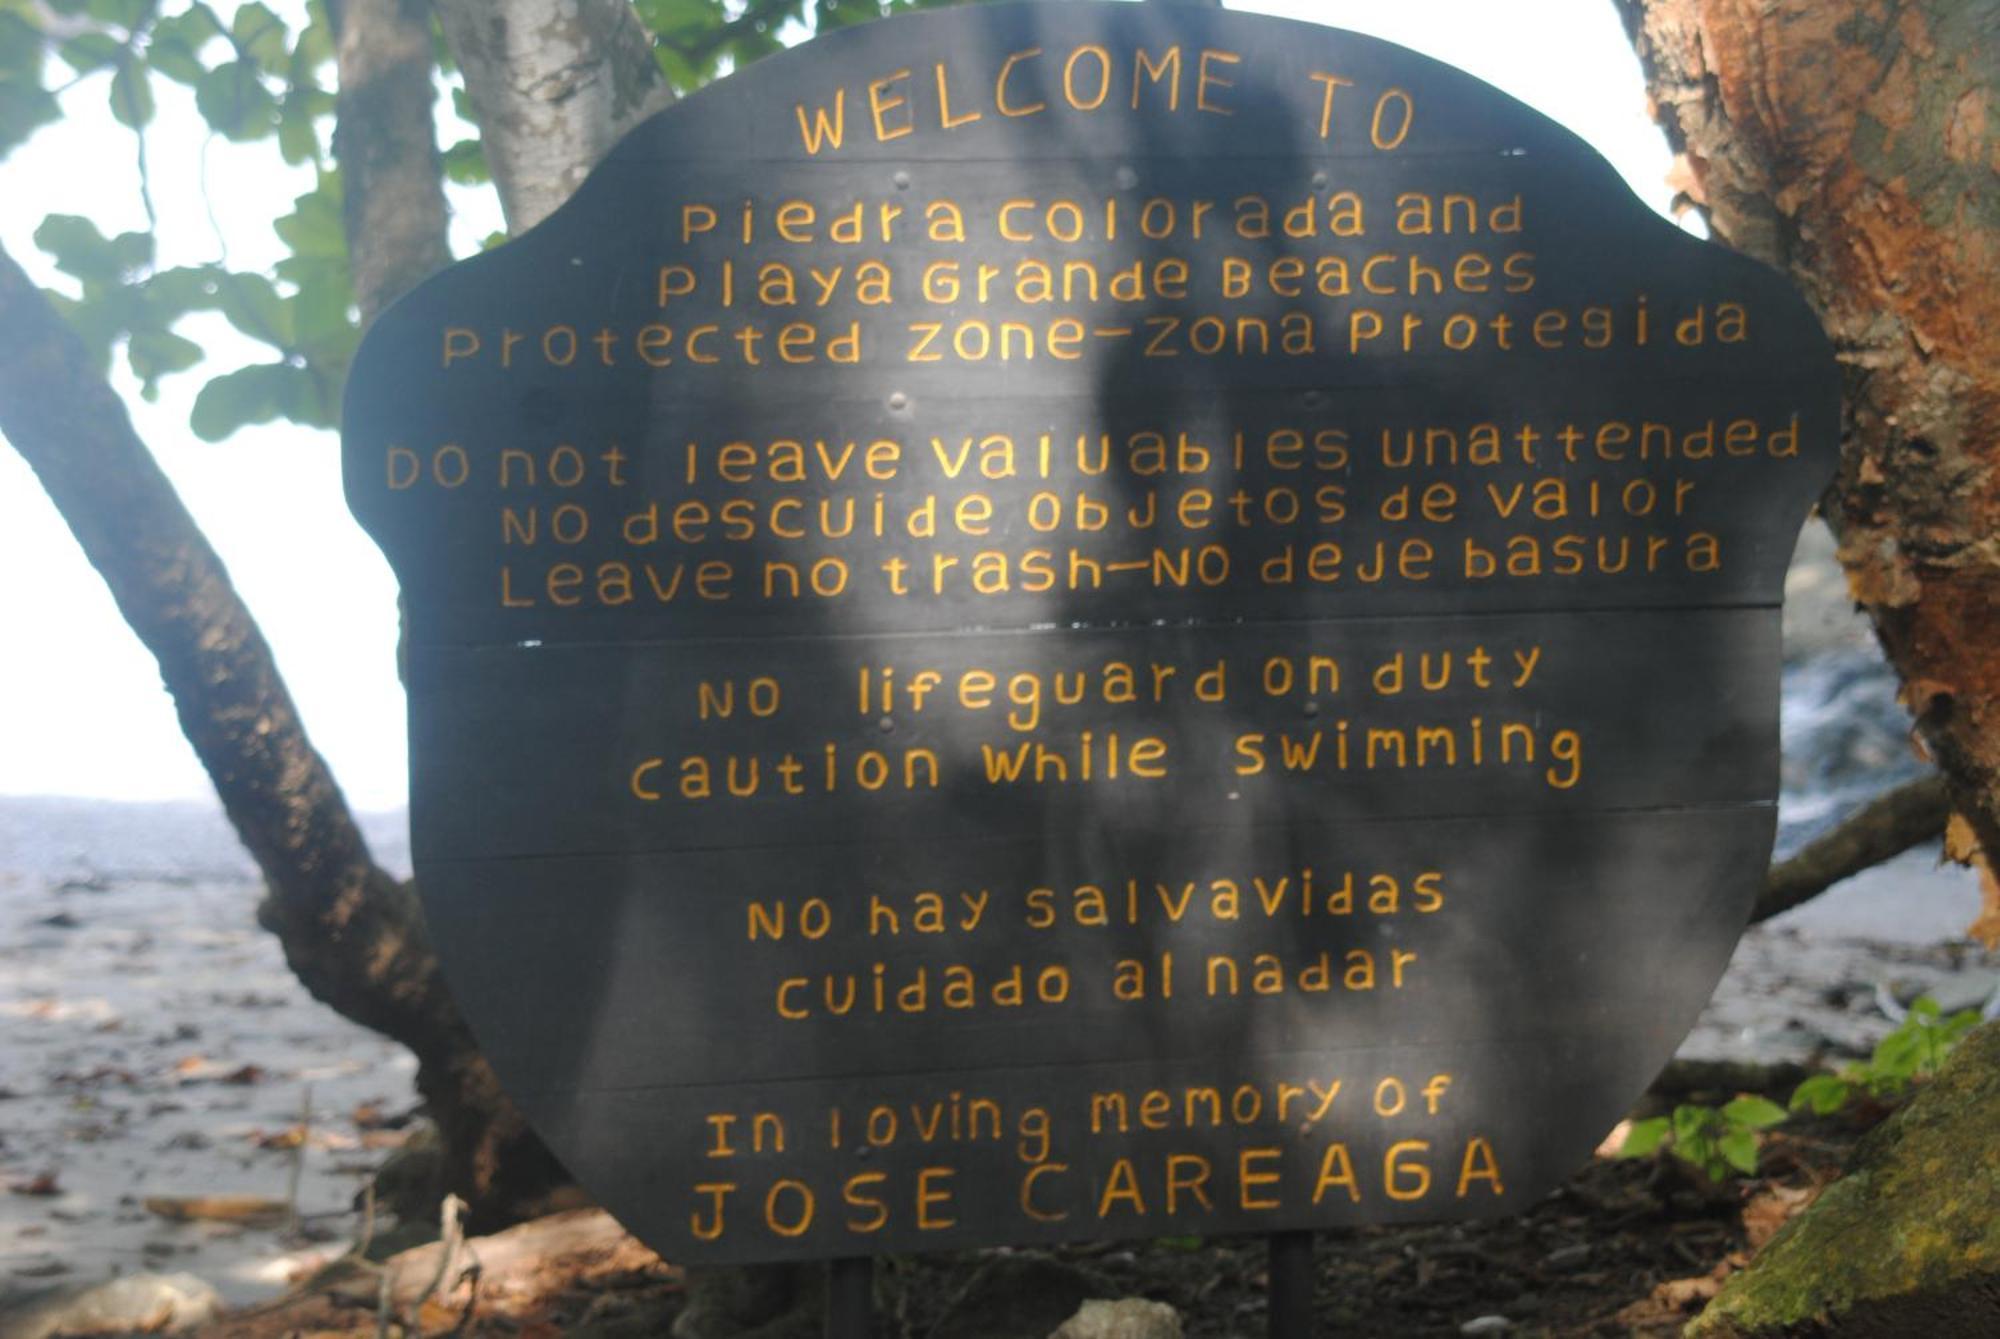 WELCOME TO
Piedra Colorada and
Playa Grande Beaches
Protected zone-zona Protegida
Do not leave valuables unattended
No descuide objetos de valor
Leave no trash-No deje basura
No lifeguard on duty
caution while swimming
No hay salvavidas
cuidado al nadar
In loving memory of
JOSE CAREAGA